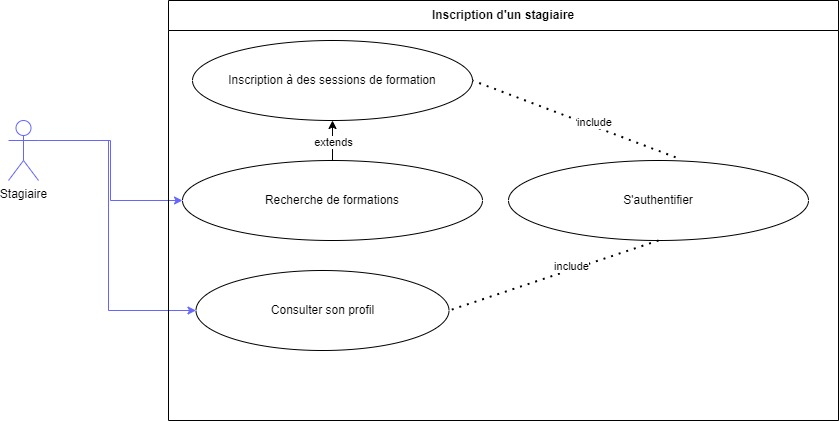 Inscription d'un stagiaire
Inscription à des sessions de formation
include
extends
Stagiaire
Recherche de formations
S'authentifier
include
Consulter son profil